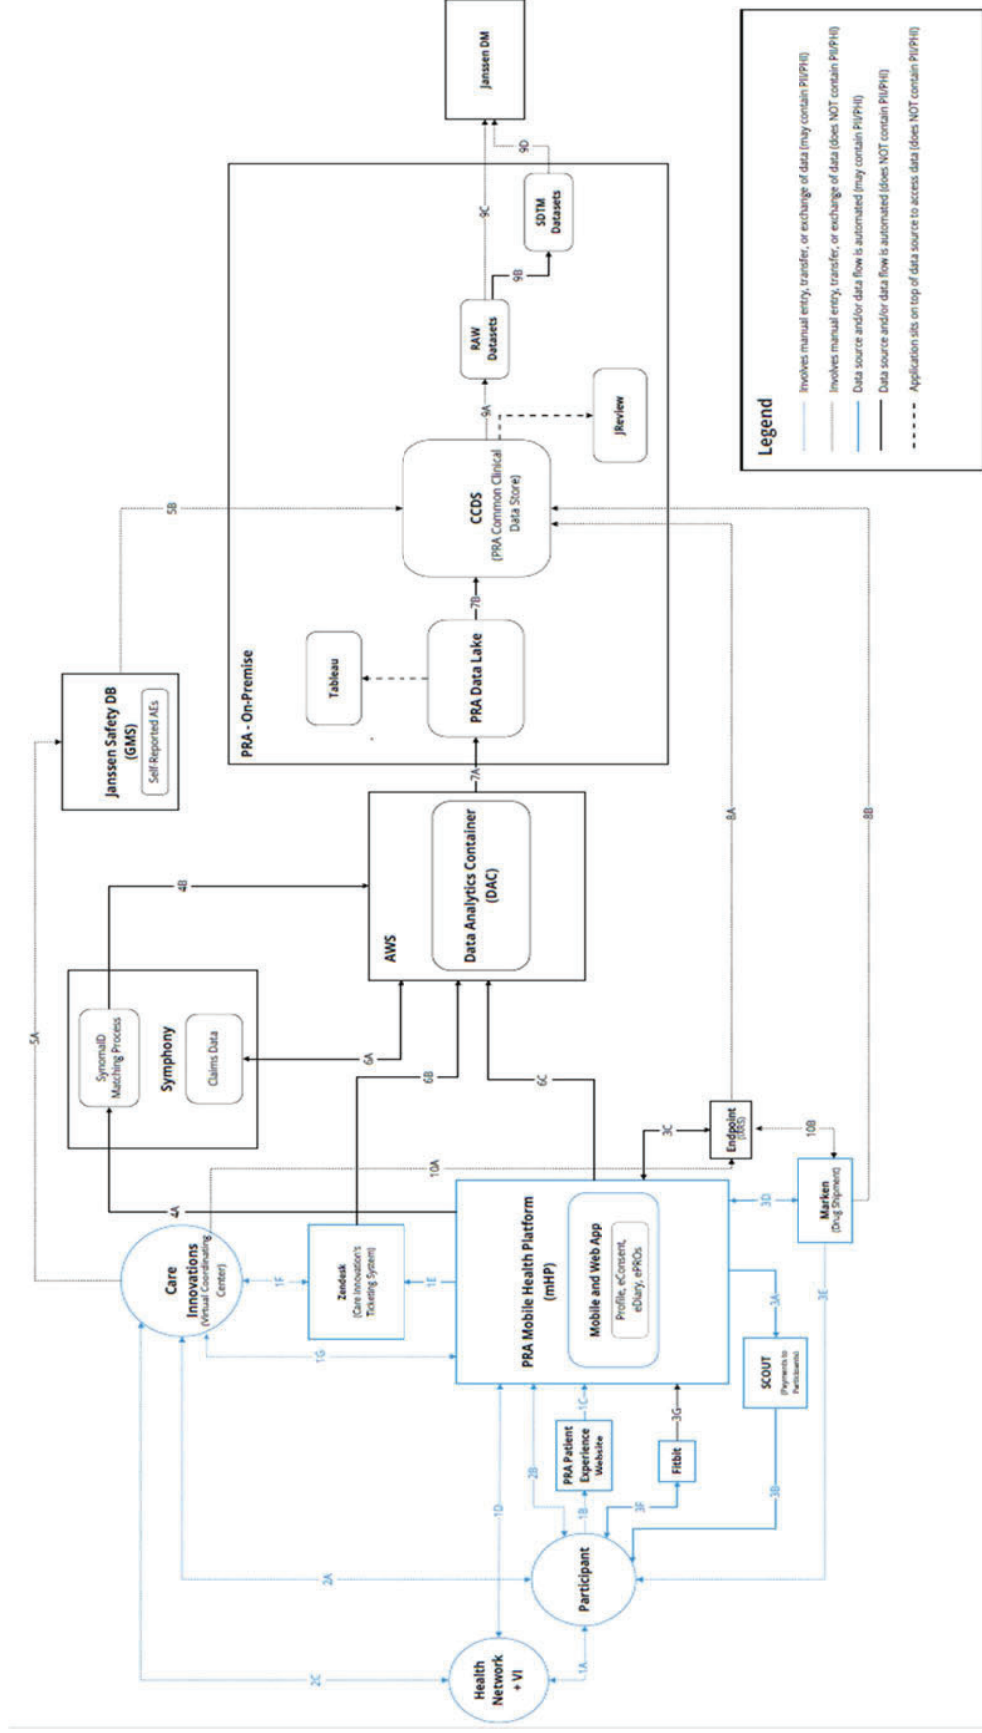 Health
Network
+ VI
Participant
Care
Innovations
(Virtual Coordinating
Center)
Zendesk
(Care Innovation's
Ticketing System)
PRA Patient
Experience
Website
Fitbit
SCOUT
(Payments to
Participants)
PRA Mobile Health Platform
(mHP)
Mobile and Web App
Profile, eConsent,
eDiary, ePROs
Marken
(Drug Shipment)
Endpoint
SynomaID
Matching Process
Symphony
Claims Data
AWS
Data Analytics Container
(DAC)
Janssen Safety DB
(GMS)
Self-Reported AEs
PRA - On-Premise
Tableau
PRA Data Lake
CCDS
(PRA Common Clinical
Data Store)
JReview
RAW
Datasets
SDTM
Datasets
Janssen DM
1A
1B
1C
1D
1E
1F
1G
2A
2B
2C
3A
3B
3C
3D
3E
3F
3G
4A
4B
5A
5B
6A
6B
6C
7A
7B
8A
8B
9A
9B
9C
9D
10A
10B
Legend
Involves manual entry, transfer, or exchange of data (may contain PII/PHI)
Involves manual entry, transfer, or exchange of data (does NOT contain PII/PHI)
Data source and/or data flow is automated (may contain PII/PHI)
Data source and/or data flow is automated (does NOT contain PII/PHI)
Application sits on top of data source to access data (does NOT contain PII/PHI)